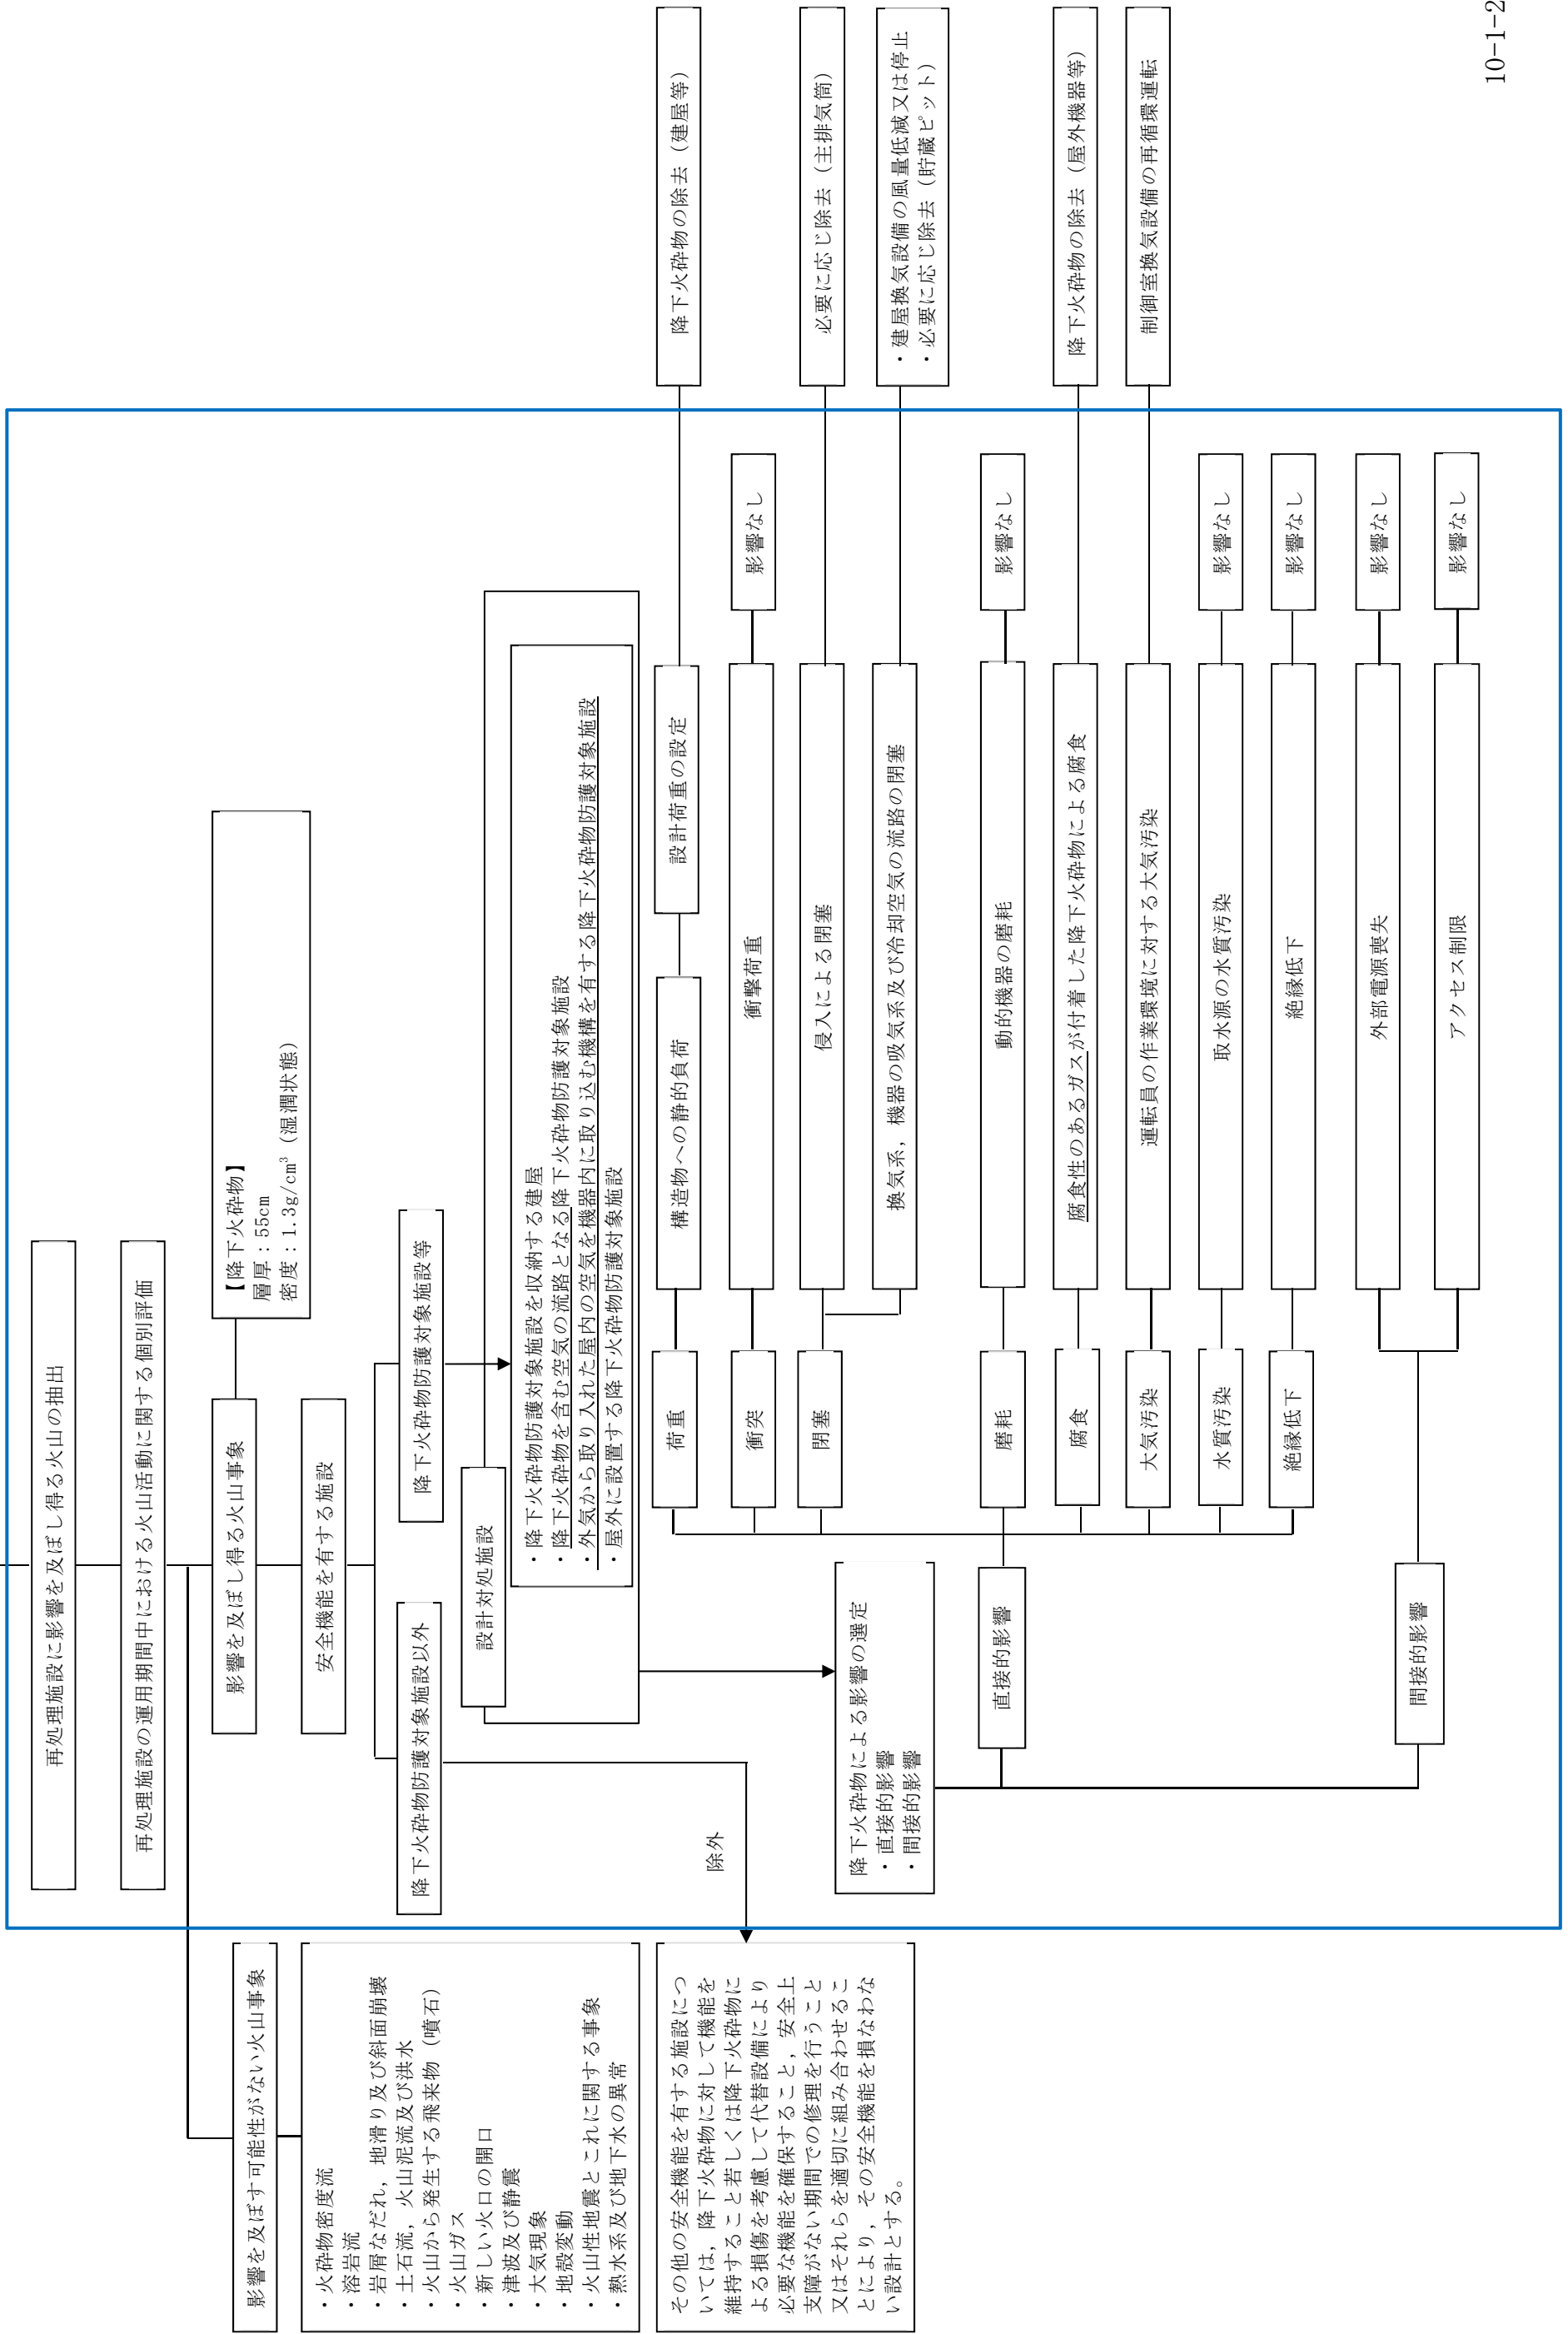 再処理施設に影響を及ぼし得る火山の抽出
再処理施設の運用期間中における火山活動に関する個別評価
影響を及ぼす可能性がない火山事象
・火砕物密度流
・溶岩流
・岩屑なだれ，地滑り及び斜面崩壊
・土石流，火山泥流及び洪水
・火山から発生する飛来物（噴石）
・火山ガス
・新しい火口の開口
・津波及び静震
・大気現象
・地殻変動
・火山性地震とこれに関する事象
・熱水系及び地下水の異常
影響を及ぼし得る火山事象
【降下火砕物】
層厚：55cm
密度：1.3g/cm³（湿潤状態）
安全機能を有する施設
降下火砕物防護対象施設以外
降下火砕物防護対象施設等
除外
その他の安全機能を有する施設につ
いては，降下火砕物に対して機能を
維持すること若しくは降下火砕物に
よる損傷を考慮して代替設備により
必要な機能を確保すること，安全上
支障がない期間での修理を行うこと
又はそれらを適切に組み合わせるこ
とにより，その安全機能を損なわな
い設計とする。
設計対処施設
・降下火砕物防護対象施設を収納する建屋
・降下火砕物を含む空気の流路となる降下火砕物防護対象施設
・外気から取り入れた屋内の空気を機器内に取り込む機構を有する降下火砕物防護対象施設
・屋外に設置する降下火砕物防護対象施設
降下火砕物による影響の選定
・直接的影響
・間接的影響
直接的影響
荷重
構造物への静的負荷
設計荷重の設定
降下火砕物の除去（建屋等）
衝突
衝撃荷重
影響なし
閉塞
侵入による閉塞
必要に応じ除去（主排気筒）
換気系，機器の吸気系及び冷却空気の流路の閉塞
・建屋換気設備の風量低減又は停止
・必要に応じ除去（貯蔵ピット）
磨耗
動的機器の磨耗
影響なし
腐食
腐食性のあるガスが付着した降下火砕物による腐食
降下火砕物の除去（屋外機器等）
大気汚染
運転員の作業環境に対する大気汚染
制御室換気設備の再循環運転
水質汚染
取水源の水質汚染
影響なし
絶縁低下
絶縁低下
影響なし
間接的影響
外部電源喪失
影響なし
アクセス制限
影響なし
10-1-2